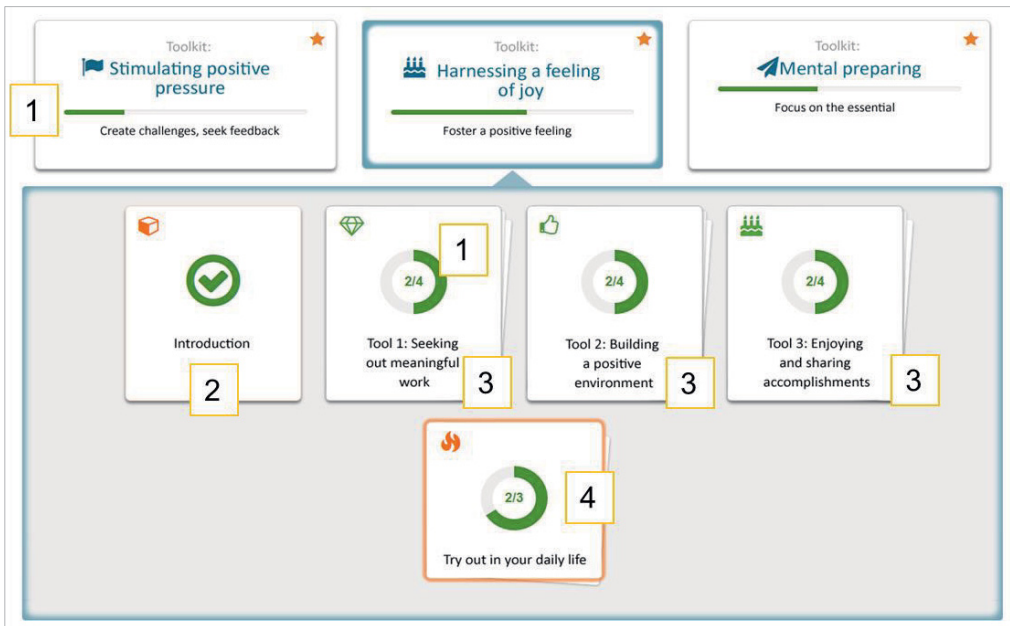 Toolkit:
Stimulating positive
pressure
1
Create challenges, seek feedback
Toolkit:
Harnessing a feeling
of joy
Foster a positive feeling
Toolkit:
Mental preparing
Focus on the essential
Introduction
2
2/4
1
Tool 1: Seeking
out meaningful
work
3
2/4
Tool 2: Building
a positive
environment
3
2/4
Tool 3: Enjoying
and sharing
accomplishments
3
2/3
4
Try out in your daily life